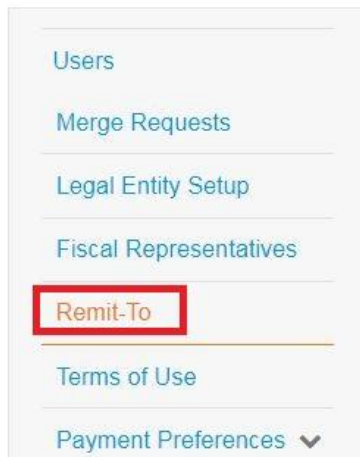 Users
Merge Requests
Legal Entity Setup
Fiscal Representatives
Remit-To
Terms of Use
Payment Preferences